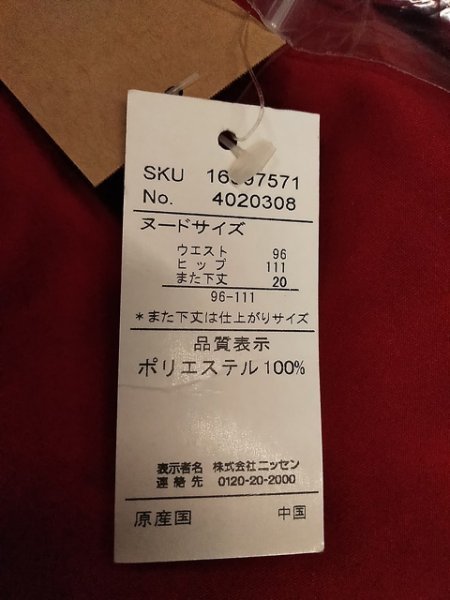 SKU
No. 4020308
ヌードサイズ
ウエスト 96
ヒップ 111
また下丈 20
96-111
*また下丈は仕上がりサイズ
品質表示
ポリエステル100%
表示者名 株式会社ニッセン
連絡先 0120-20-2000
原産国 中国